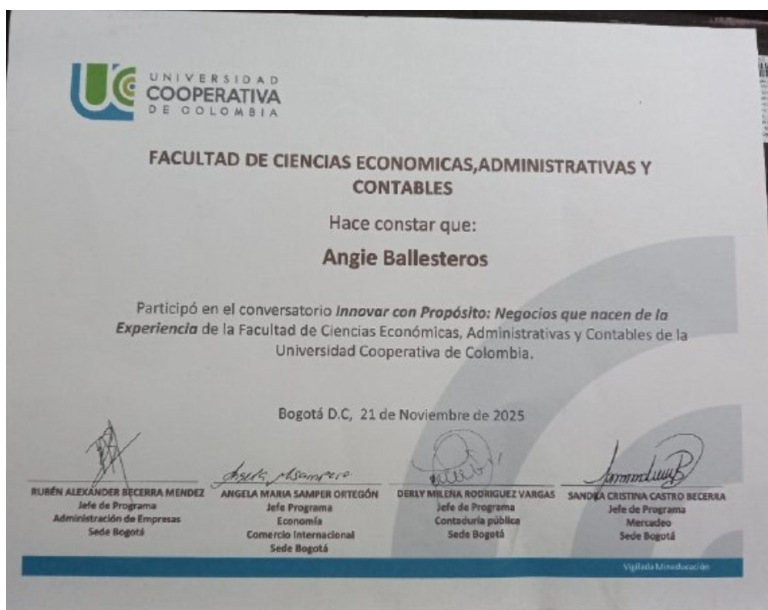 UNIVERSIDAD
COOPERATIVA
DE COLOMBIA
FACULTAD DE CIENCIAS ECONOMICAS,ADMINISTRATIVAS Y
CONTABLES
Hace constar que:
Angie Ballesteros
Participó en el conversatorio Innovar con Propósito: Negocios que nacen de la
Experiencia de la Facultad de Ciencias Económicas, Administrativas y Contables de la
Universidad Cooperativa de Colombia.
Bogotá D.C, 21 de Noviembre de 2025
RUBÉN ALEXANDER BECERRA MENDEZ
Jefe de Programa
Administración de Empresas
Sede Bogotá
ANGELA MARIA SAMPER ORTEGÓN
Jefe Programa
Economía
Comercio Internacional
Sede Bogotá
DERLY MILENA RODRIGUEZ VARGAS
Jefe de Programa
Contaduría pública
Sede Bogotá
SANDRA CRISTINA CASTRO BECERRA
Jefe de Programa
Mercadeo
Sede Bogotá
Vigilada Mineducación